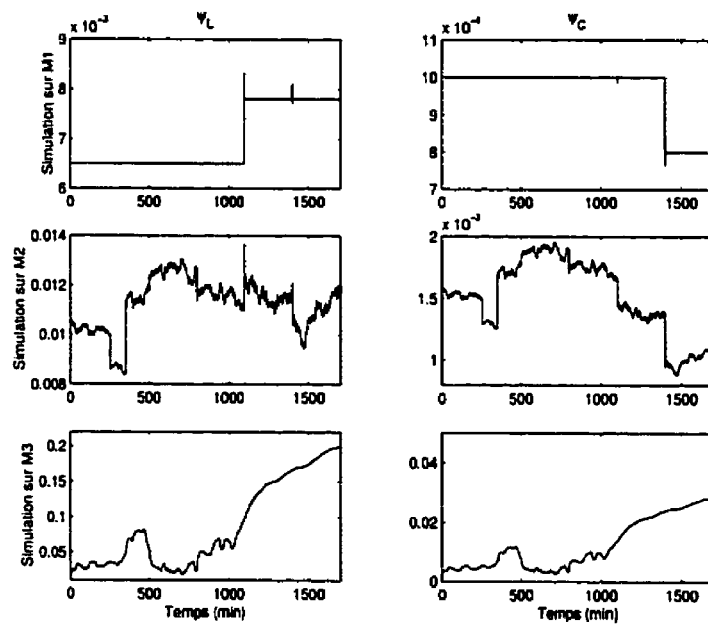 Ψ_L
x 10⁻³
Simulation sur M1
9
8
7
6
0 500 1000 1500
Ψ_G
x 10⁻⁴
11
10
9
8
7
0 500 1000 1500
Simulation sur M2
0.014
0.012
0.01
0.008
0 500 1000 1500
x 10⁻³
2
1.5
1
0 500 1000 1500
Simulation sur M3
0.2
0.15
0.1
0.05
0 500 1000 1500
Temps (min)
0.04
0.02
0
0 500 1000 1500
Temps (min)